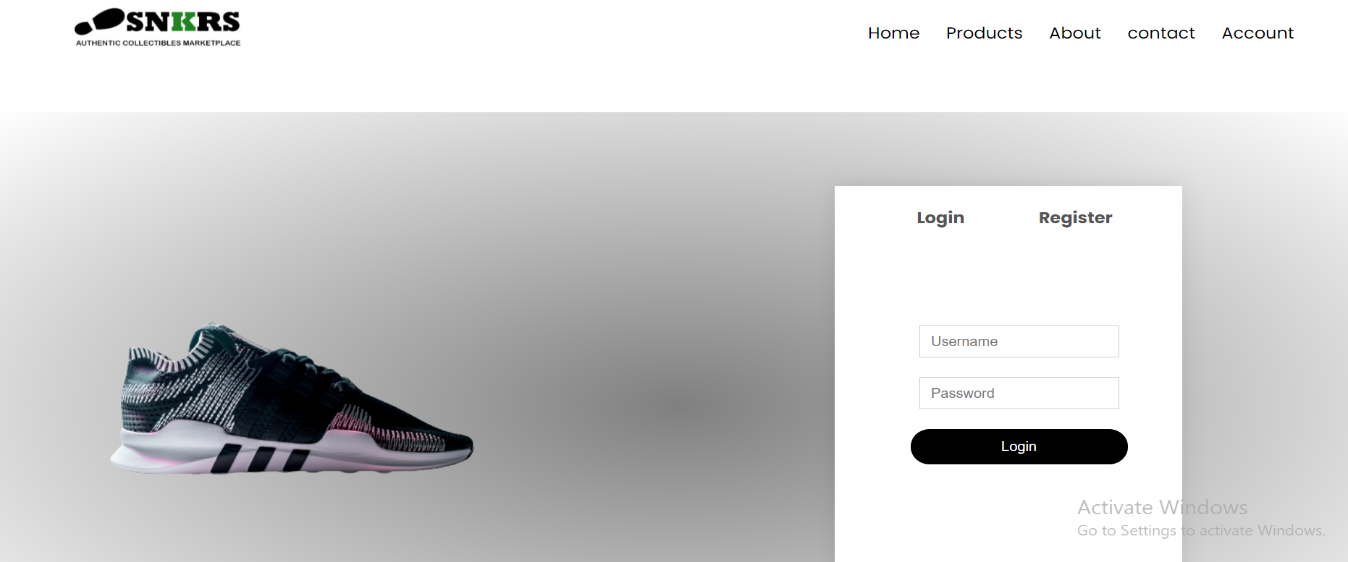 SNKRS
AUTHENTIC COLLECTIBLES MARKETPLACE
Home Products About contact Account
Login Register
Username
Password
Login
Activate Windows
Go to Settings to activate Windows.